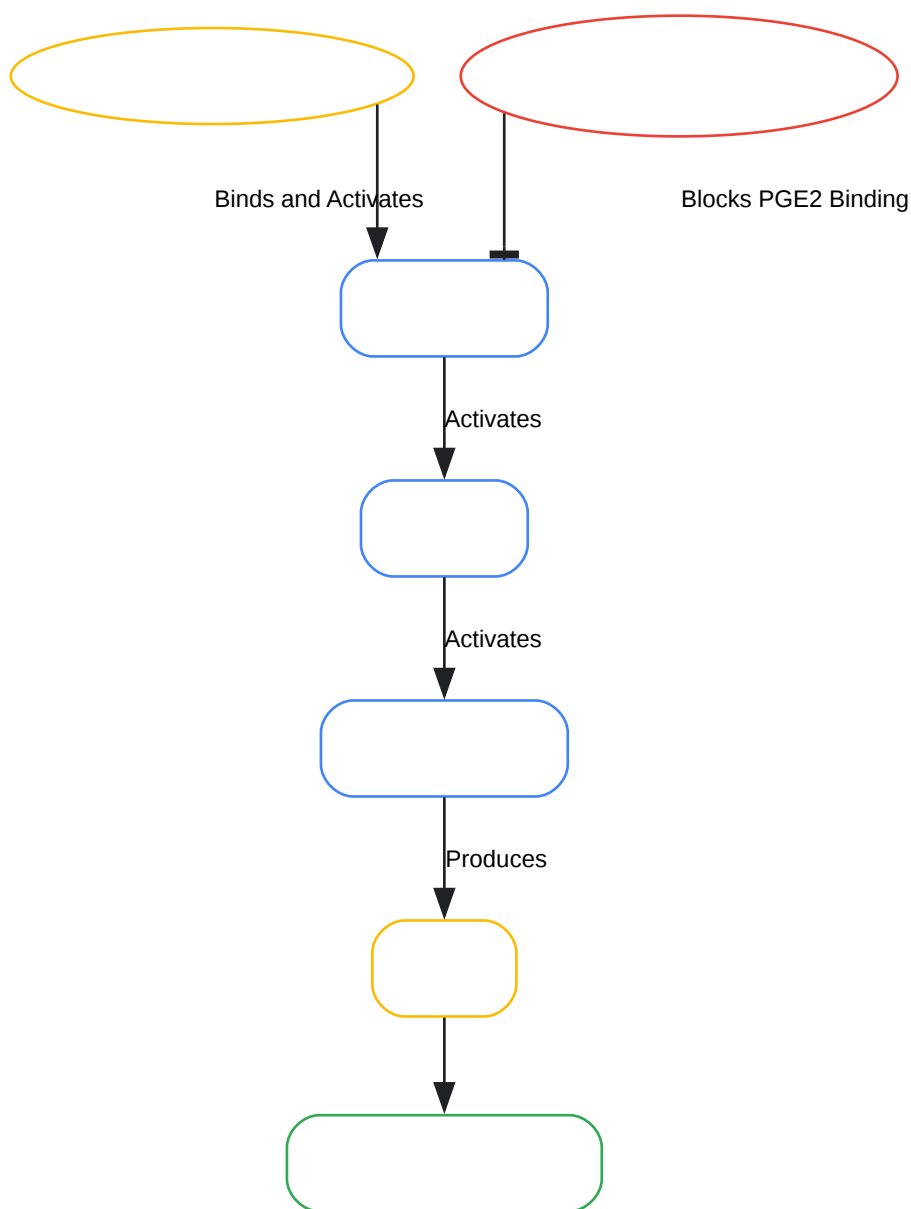 Binds and Activates
Blocks PGE2 Binding
Activates
Activates
Produces